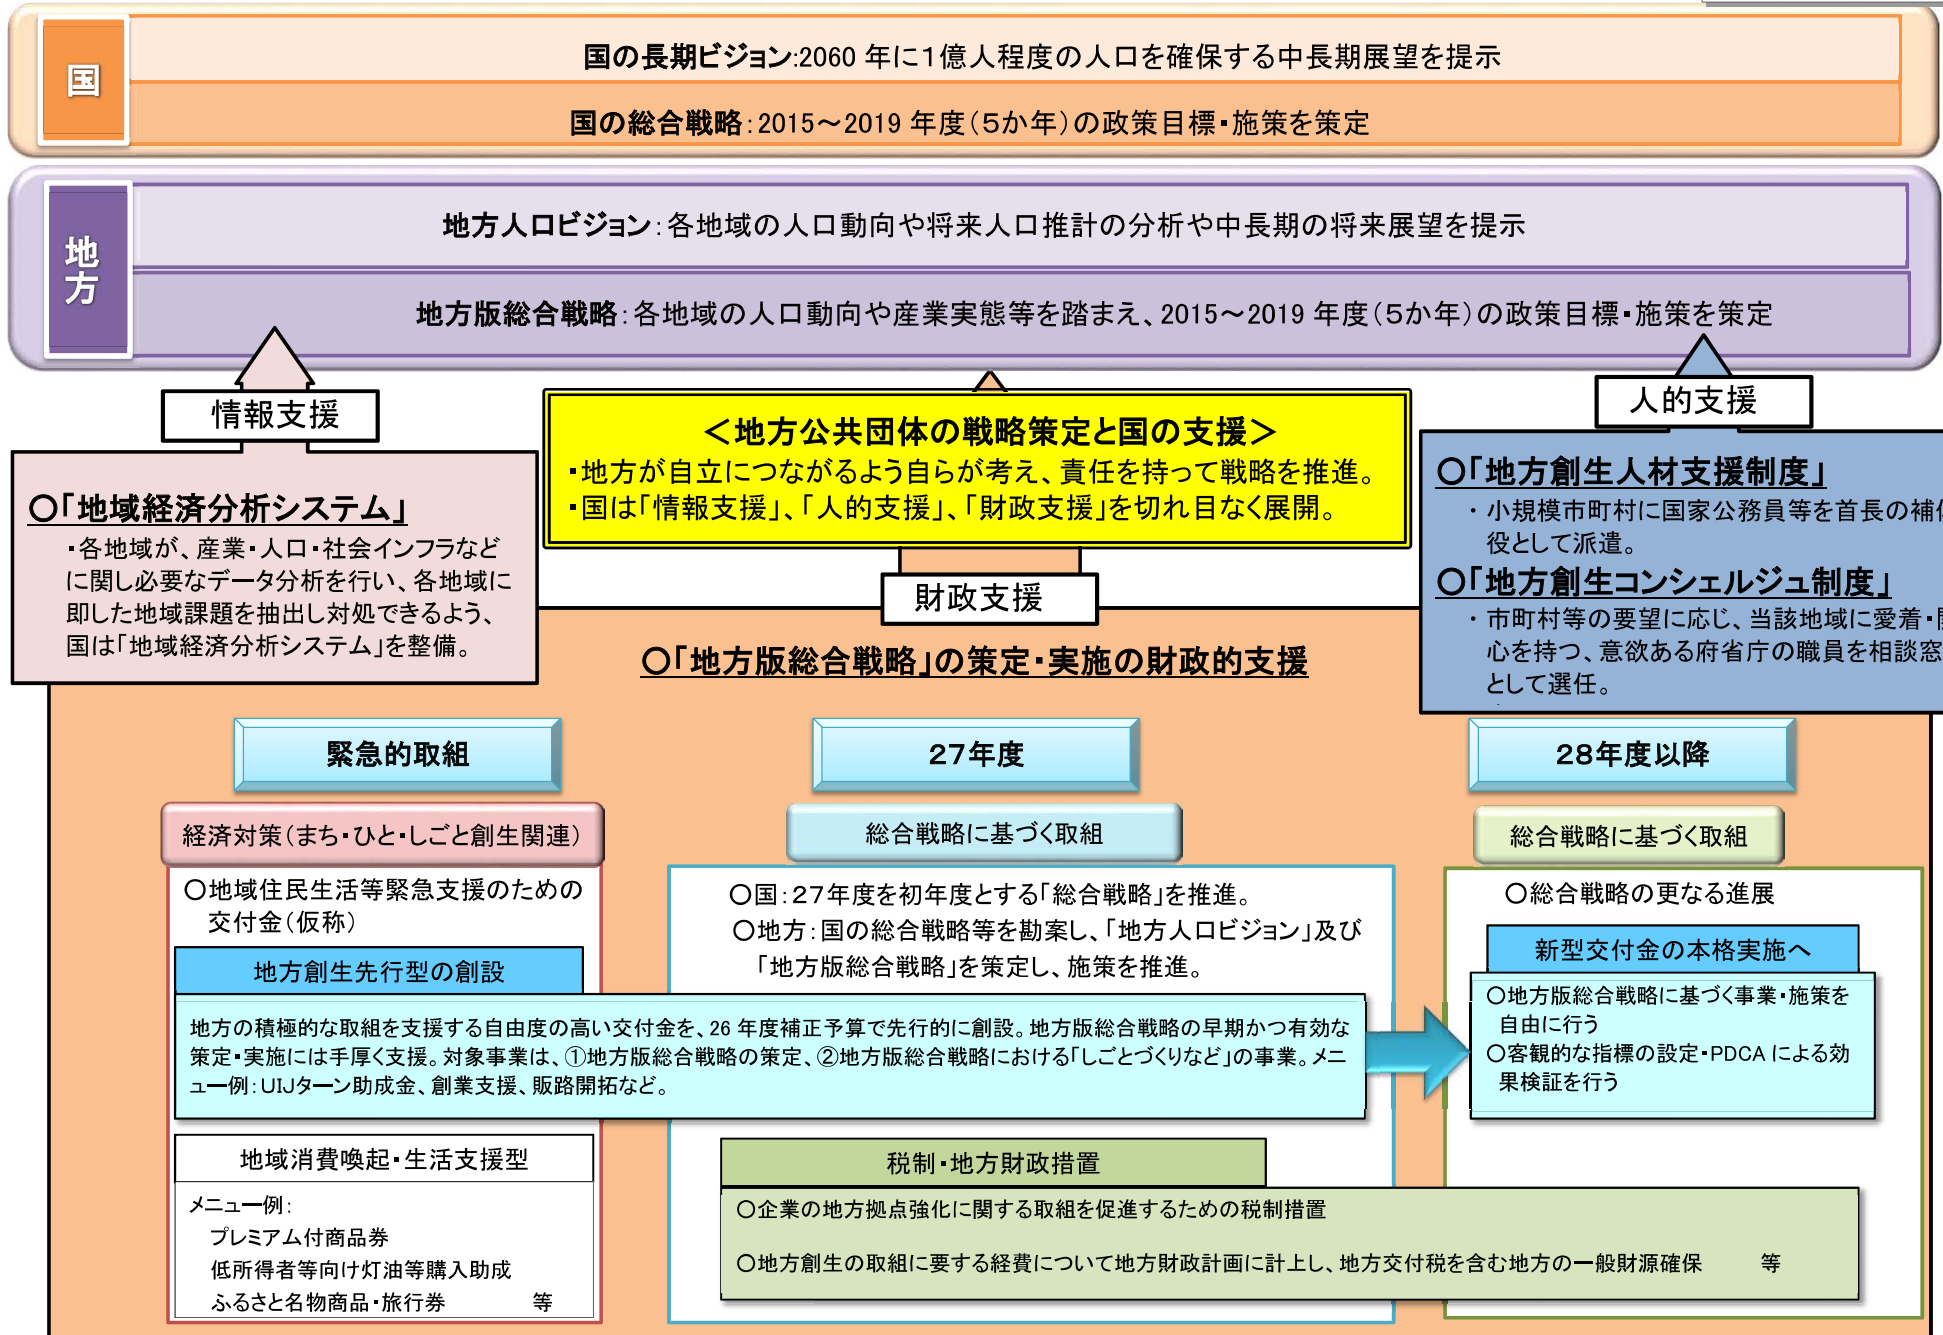 国
国の長期ビジョン:2060 年に1億人程度の人口を確保する中長期展望を提示
国の総合戦略:2015～2019 年度(5か年)の政策目標・施策を策定
地方
地方人口ビジョン:各地域の人口動向や将来人口推計の分析や中長期の将来展望を提示
地方版総合戦略:各地域の人口動向や産業実態等を踏まえ、2015～2019 年度(5か年)の政策目標・施策を策定
情報支援
○「地域経済分析システム」
・各地域が、産業・人口・社会インフラなど
に関し必要なデータ分析を行い、各地域に
即した地域課題を抽出し対処できるよう、
国は「地域経済分析システム」を整備。
<地方公共団体の戦略策定と国の支援>
・地方が自立につながるよう自らが考え、責任を持って戦略を推進。
・国は「情報支援」、「人的支援」、「財政支援」を切れ目なく展開。
人的支援
○「地方創生人材支援制度」
・小規模市町村に国家公務員等を首長の補
役として派遣。
○「地方創生コンシェルジュ制度」
・市町村等の要望に応じ、当該地域に愛着・
心を持つ、意欲ある府省庁の職員を相談窓
として選任。
財政支援
○「地方版総合戦略」の策定・実施の財政的支援
緊急的取組
経済対策(まち・ひと・しごと創生関連)
○地域住民生活等緊急支援のための
交付金(仮称)
地方創生先行型の創設
地方の積極的な取組を支援する自由度の高い交付金を、26 年度補正予算で先行的に創設。地方版総合戦略の早期かつ有効な
策定・実施には手厚く支援。対象事業は、①地方版総合戦略の策定、②地方版総合戦略における「しごとづくりなど」の事業。メニ
ュー例:UIJターン助成金、創業支援、販路開拓など。
地域消費喚起・生活支援型
メニュー例:
プレミアム付商品券
低所得者等向け灯油等購入助成
ふるさと名物商品・旅行券 等
27年度
総合戦略に基づく取組
○国:27年度を初年度とする「総合戦略」を推進。
○地方:国の総合戦略等を勘案し、「地方人口ビジョン」及び
「地方版総合戦略」を策定し、施策を推進。
税制・地方財政措置
○企業の地方拠点強化に関する取組を促進するための税制措置
○地方創生の取組に要する経費について地方財政計画に計上し、地方交付税を含む地方の一般財源確保 等
28年度以降
総合戦略に基づく取組
○総合戦略の更なる進展
新型交付金の本格実施へ
○地方版総合戦略に基づく事業・施策を
自由に行う
○客観的な指標の設定・PDCA による効
果検証を行う